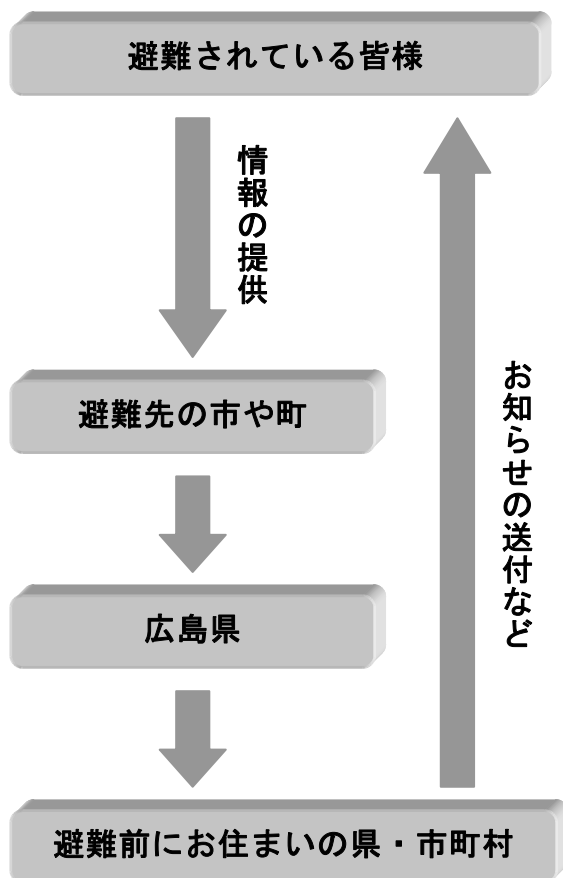 避難されている皆様
情報の提供
避難先の市や町
お知らせの送付など
広島県
避難前にお住まいの県・市町村